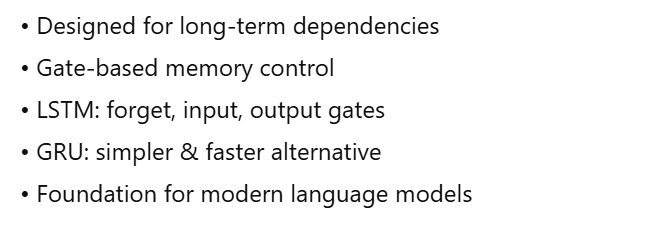 • Designed for long-term dependencies
• Gate-based memory control
• LSTM: forget, input, output gates
• GRU: simpler & faster alternative
• Foundation for modern language models